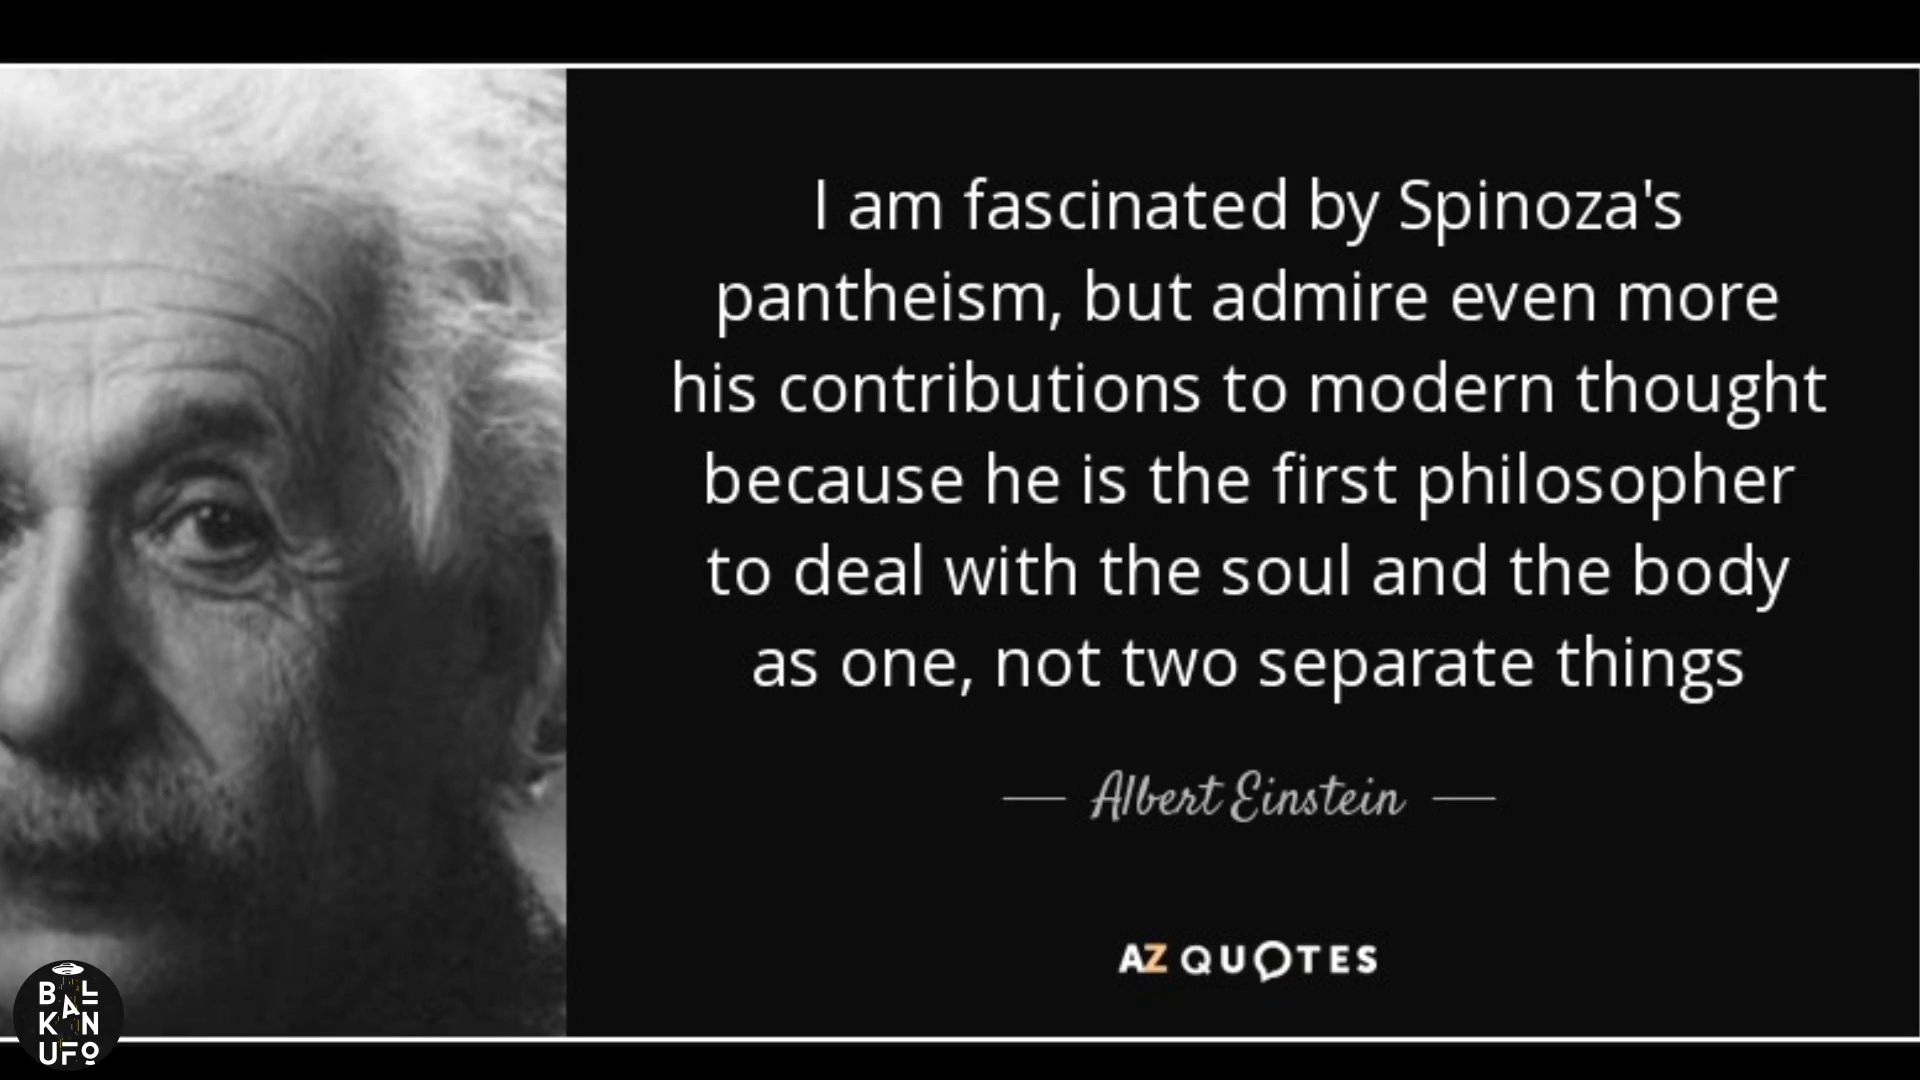 I am fascinated by Spinoza's
pantheism, but admire even more
his contributions to modern thought
because he is the first philosopher
to deal with the soul and the body
as one, not two separate things
Albert Einstein
AZ QUOTES
BAL
KAN
UFO